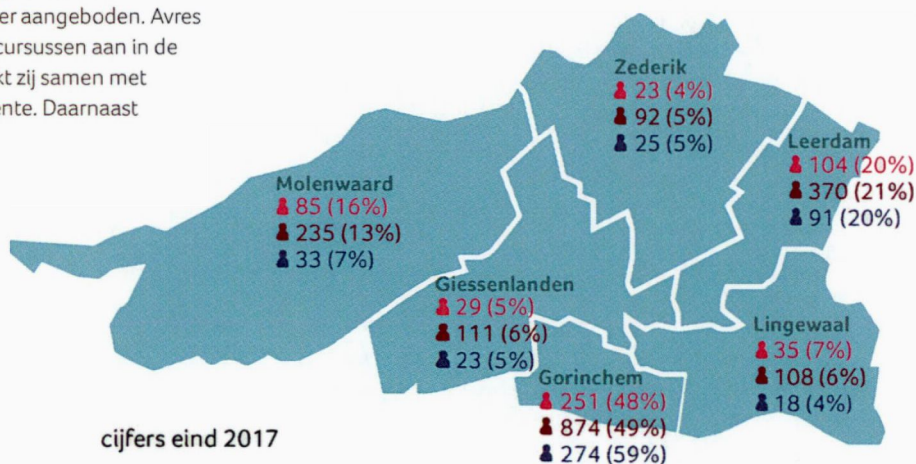 er aangeboden. Avres
cursussen aan in de
kt zij samen met
ente. Daarnaast
Zederik
23 (4%)
92 (5%)
25 (5%)
Leerdam
104 (20%)
370 (21%)
91 (20%)
Molenwaard
85 (16%)
235 (13%)
33 (7%)
Giessenlanden
29 (5%)
111 (6%)
23 (5%)
Lingewaal
35 (7%)
108 (6%)
18 (4%)
Gorinchem
251 (48%)
874 (49%)
274 (59%)
cijfers eind 2017